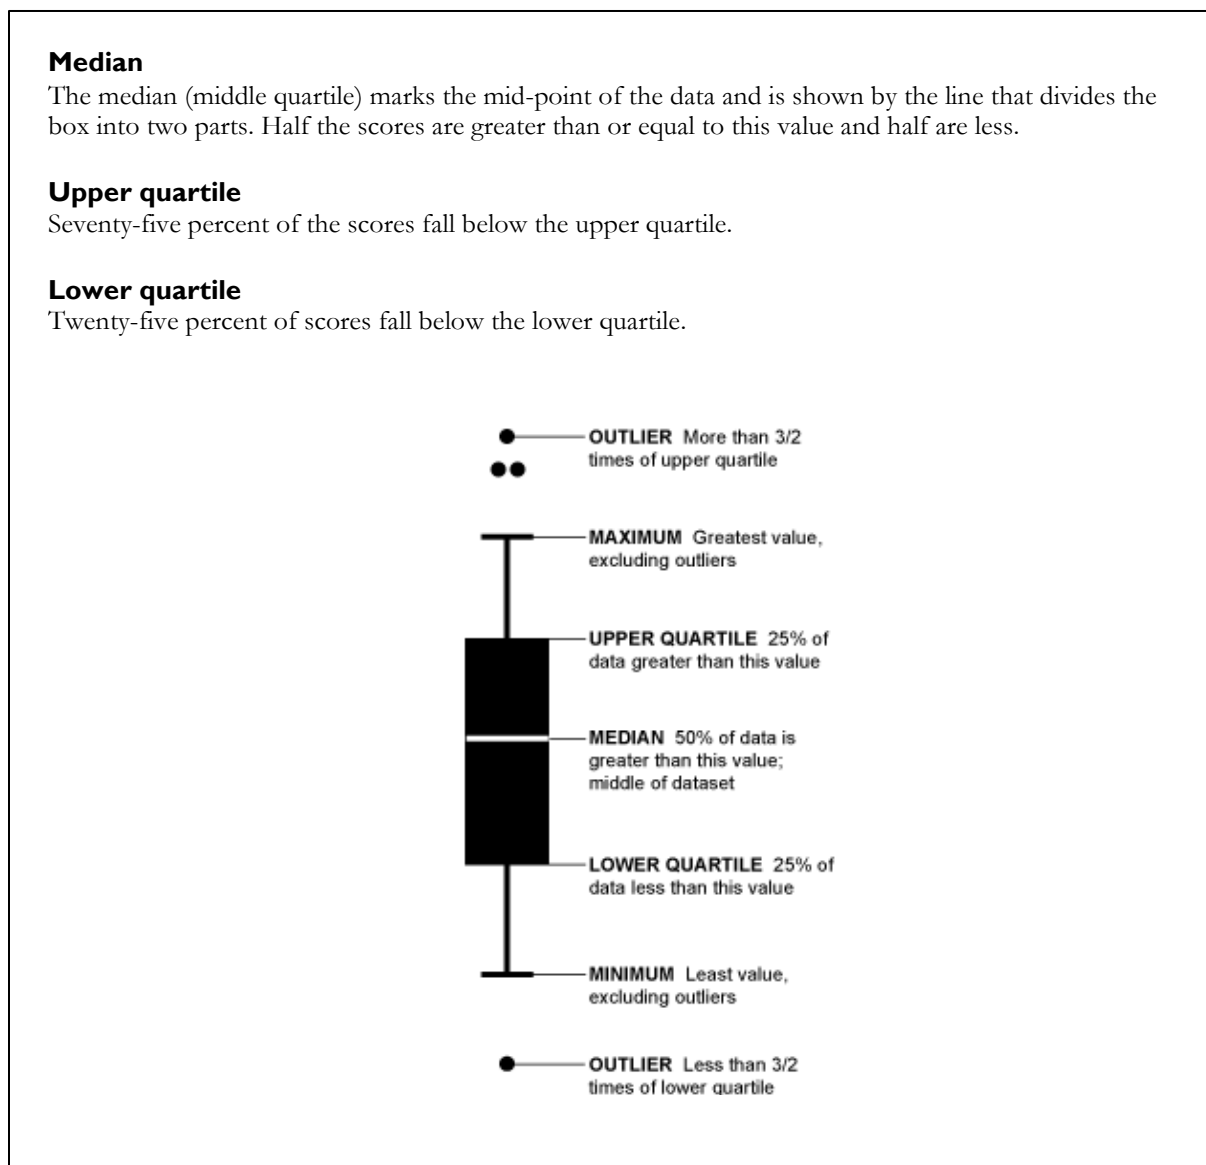 Median
The median (middle quartile) marks the mid-point of the data and is shown by the line that divides the
box into two parts. Half the scores are greater than or equal to this value and half are less.
Upper quartile
Seventy-five percent of the scores fall below the upper quartile.
Lower quartile
Twenty-five percent of scores fall below the lower quartile.
OUTLIER More than 3/2
times of upper quartile
MAXIMUM Greatest value,
excluding outliers
UPPER QUARTILE 25% of
data greater than this value
MEDIAN 50% of data is
greater than this value;
middle of dataset
LOWER QUARTILE 25% of
data less than this value
MINIMUM Least value,
excluding outliers
OUTLIER Less than 3/2
times of lower quartile